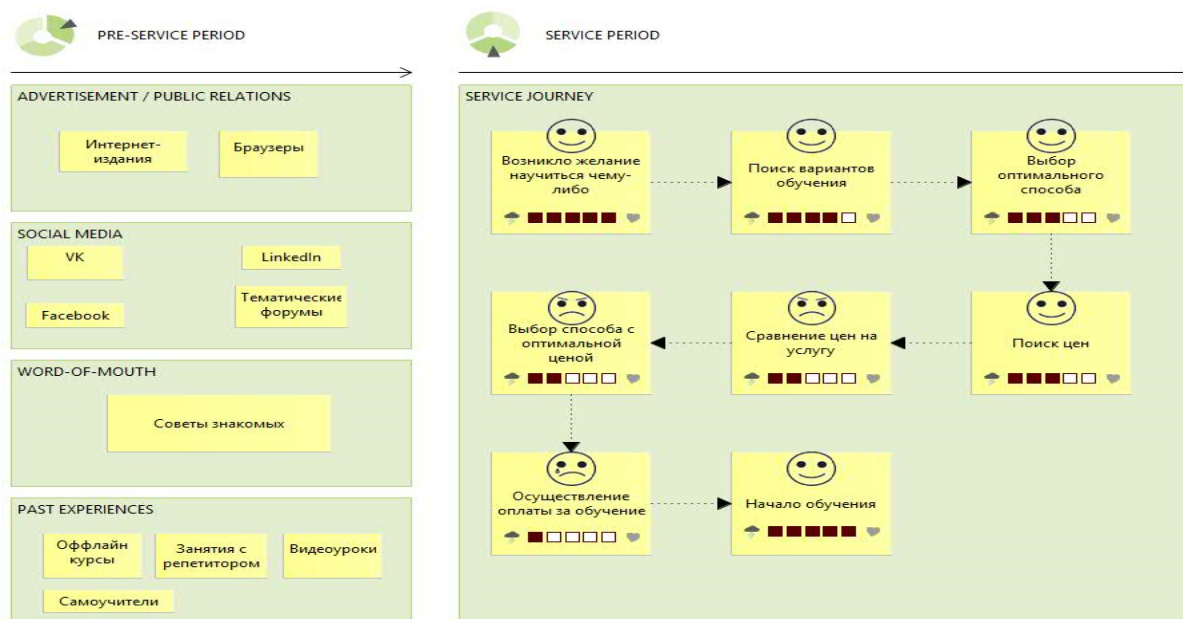 PRE-SERVICE PERIOD
ADVERTISEMENT / PUBLIC RELATIONS
Интернет-
издания
Браузеры
SOCIAL MEDIA
VK
LinkedIn
Facebook
Тематические
форумы
WORD-OF-MOUTH
Советы знакомых
PAST EXPERIENCES
Оффлайн
курсы
Занятия с
репетитором
Видеоуроки
Самоучители
SERVICE PERIOD
SERVICE JOURNEY
Возникло желание
научиться чему-
либо
Поиск вариантов
обучения
Выбор
оптимального
способа
Поиск цен
Сравнение цен на
услугу
Выбор способа с
оптимальной
ценой
Осуществление
оплаты за обучение
Начало обучения